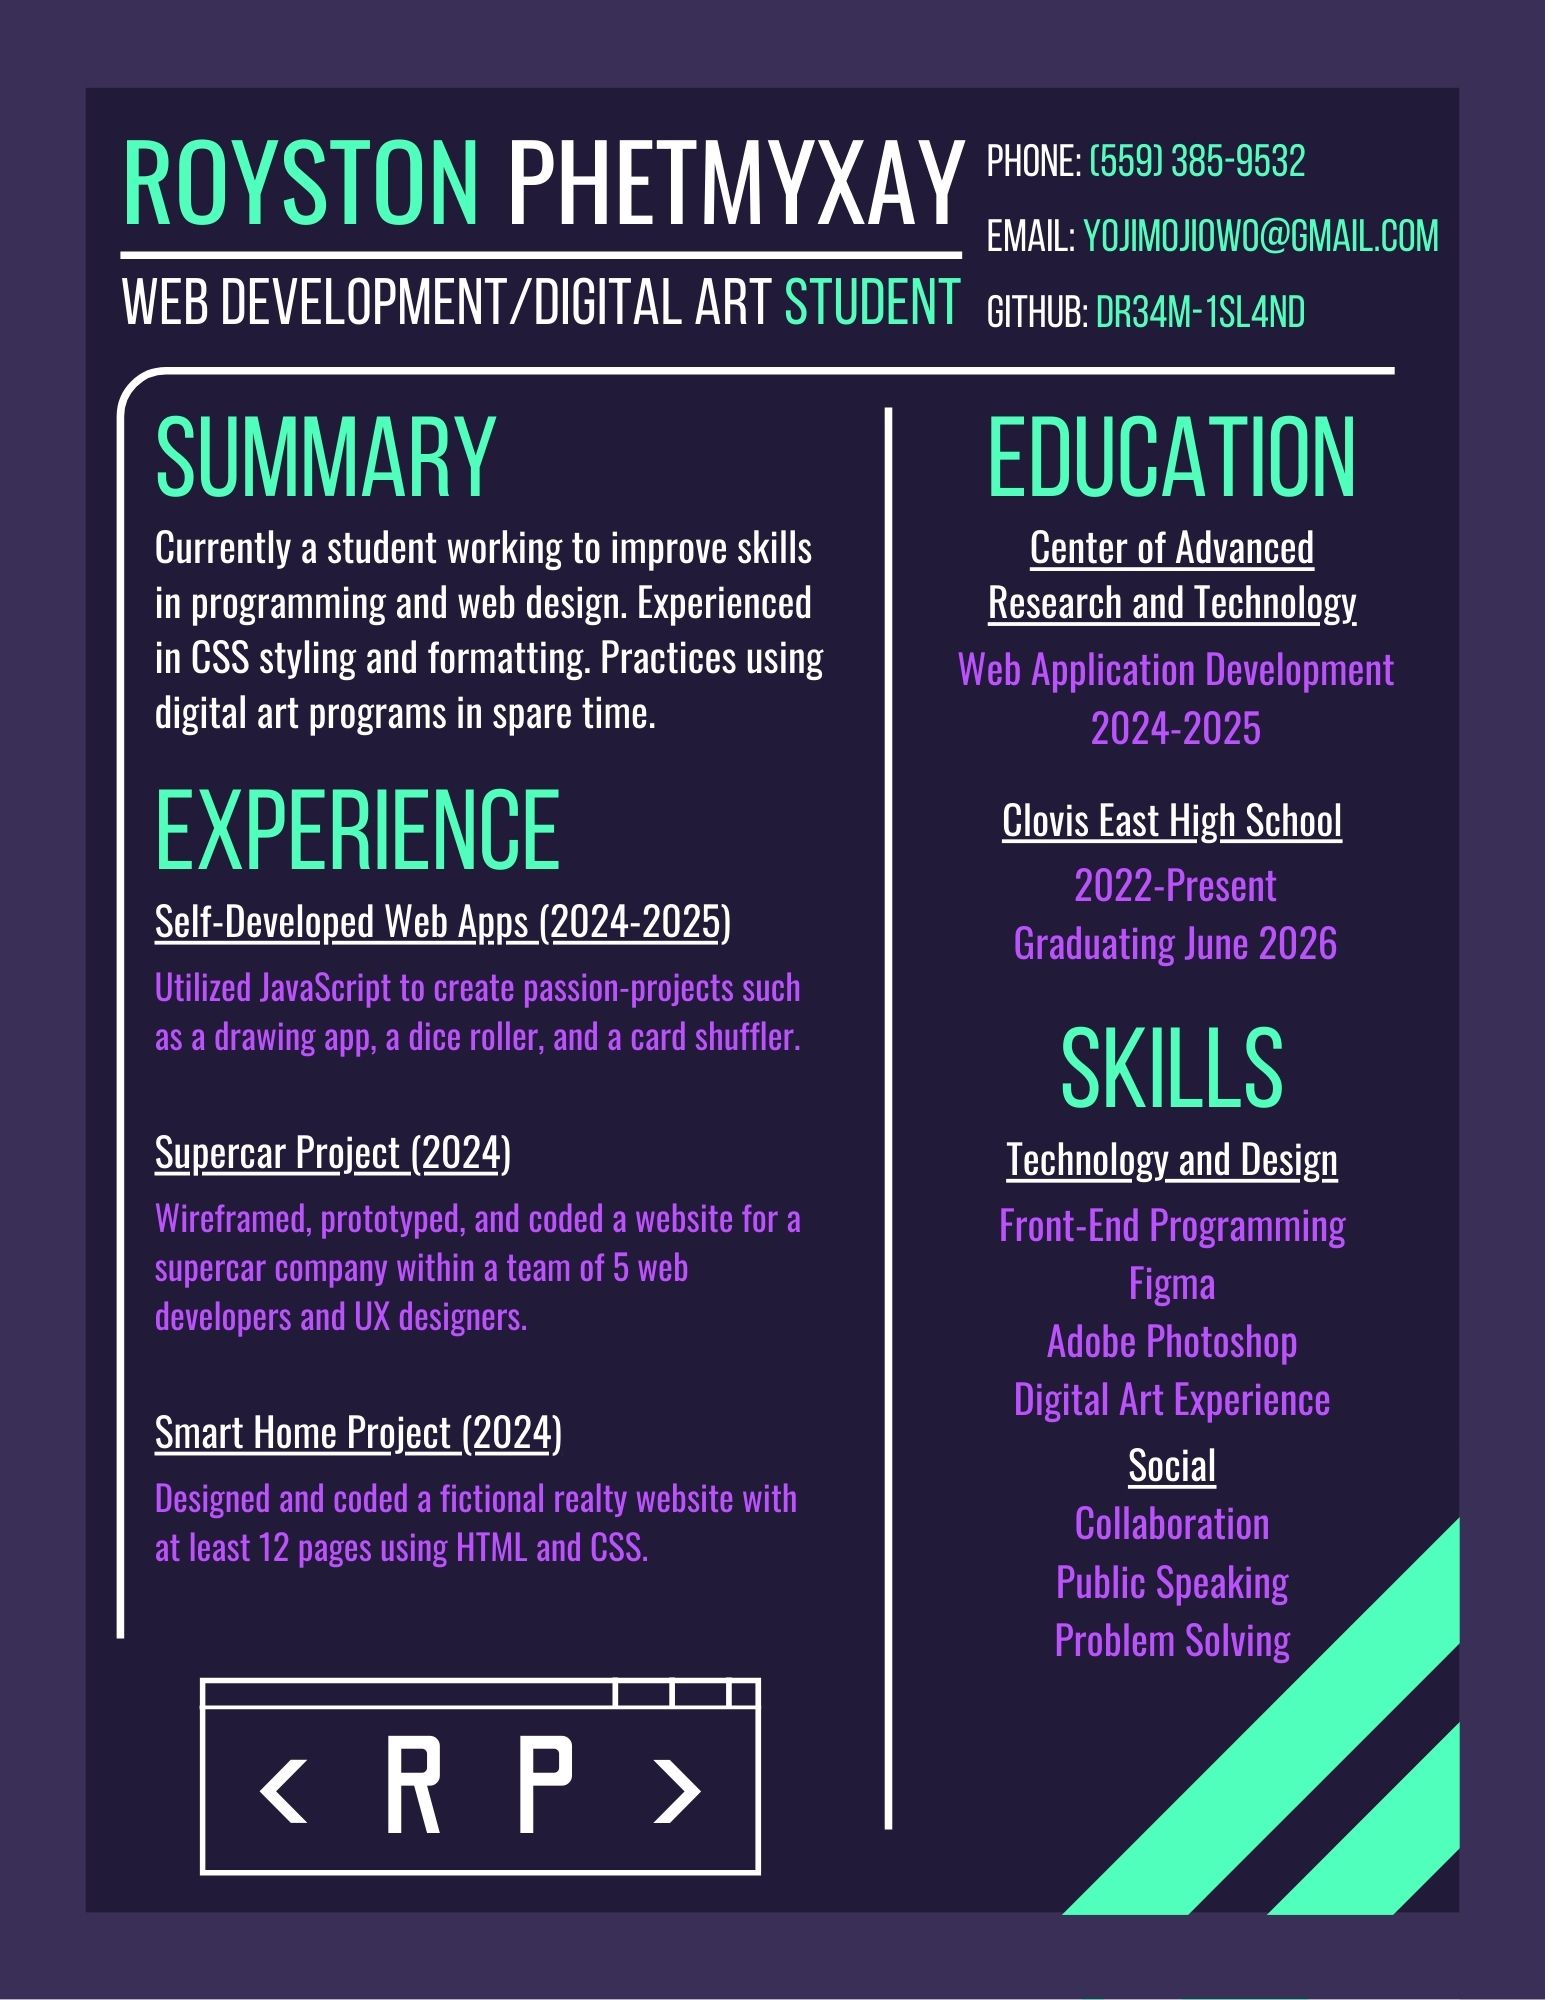 ROYSTON PHETMYXAY
WEB DEVELOPMENT/DIGITAL ART STUDENT
PHONE: (559) 385-9532
EMAIL: YOJIMOJIOWO@GMAIL.COM
GITHUB: DR34M-1SL4ND
SUMMARY
Currently a student working to improve skills
in programming and web design. Experienced
in CSS styling and formatting. Practices using
digital art programs in spare time.
EXPERIENCE
Self-Developed Web Apps (2024-2025)
Utilized JavaScript to create passion-projects such
as a drawing app, a dice roller, and a card shuffler.
Supercar Project (2024)
Wireframed, prototyped, and coded a website for a
supercar company within a team of 5 web
developers and UX designers.
Smart Home Project (2024)
Designed and coded a fictional realty website with
at least 12 pages using HTML and CSS.
< R P >
EDUCATION
Center of Advanced
Research and Technology
Web Application Development
2024-2025
Clovis East High School
2022-Present
Graduating June 2026
SKILLS
Technology and Design
Front-End Programming
Figma
Adobe Photoshop
Digital Art Experience
Social
Collaboration
Public Speaking
Problem Solving